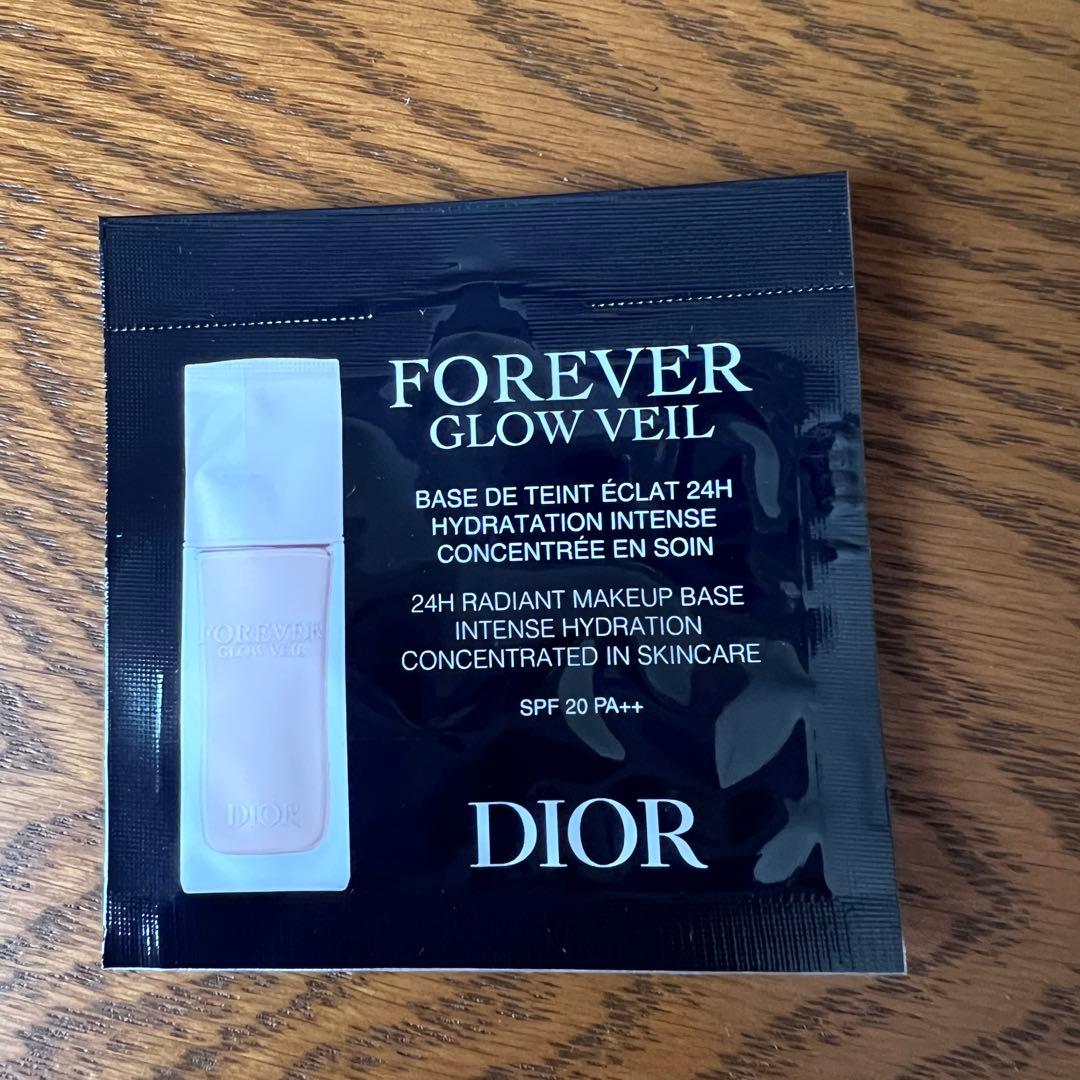 FOREVER
GLOW VEIL
BASE DE TEINT ÉCLAT 24H
HYDRATATION INTENSE
CONCENTRÉE EN SOIN
24H RADIANT MAKEUP BASE
INTENSE HYDRATION
CONCENTRATED IN SKINCARE
SPF 20 PA++
DIOR
FOREVER
GLOW VEIL
DIOR